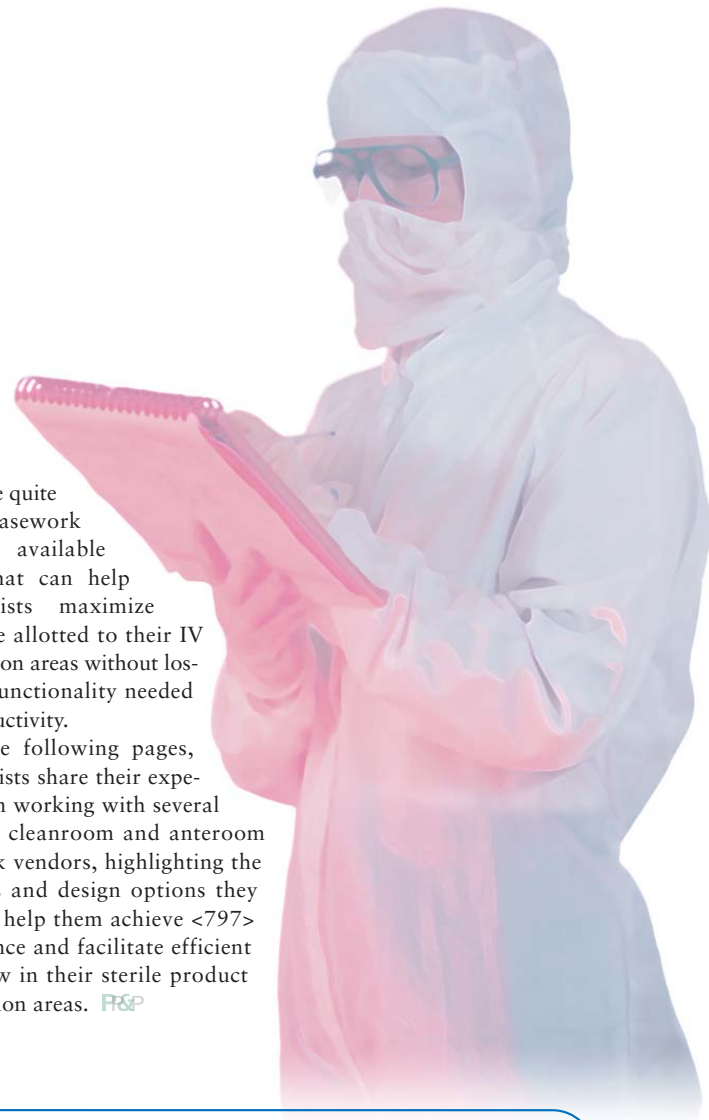 e quite
asework
available
hat can help
ists maximize
e allotted to their IV
on areas without los-
unctionality needed
uctivity.
e following pages,
ists share their expe-
n working with several
cleanroom and anteroom
k vendors, highlighting the
s and design options they
help them achieve <797>
nce and facilitate efficient
w in their sterile product
ion areas. PP&P